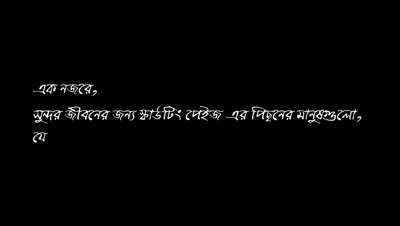 এক নজরে,
সুন্দর জীবনের জন্য স্কাউটিং পেইজ এর পিছনের মানুষগুলো,
যে